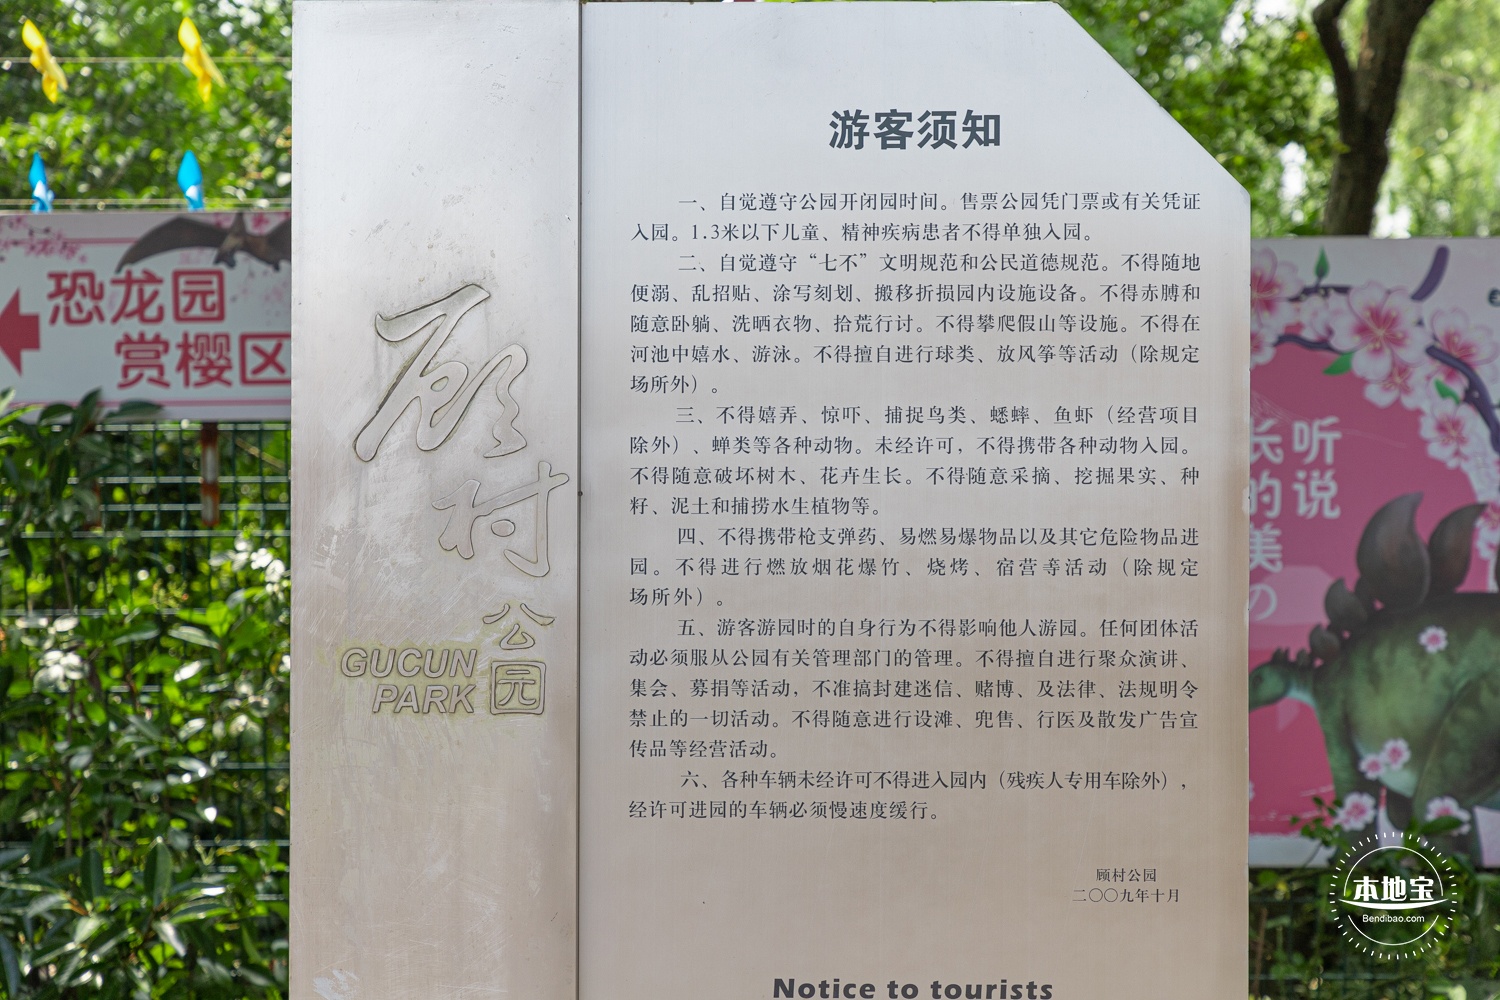 恐龙园
赏樱区
顾村
公园
GUCUN
PARK
游客须知
一、自觉遵守公园开闭园时间。售票公园凭门票或有关凭证
入园。1.3米以下儿童、精神疾病患者不得单独入园。
二、自觉遵守“七不”文明规范和公民道德规范。不得随地
便溺、乱招贴、涂写刻划、搬移折损园内设施设备。不得赤膊和
随意卧躺、洗晒衣物、拾荒行讨。不得攀爬假山等设施。不得在
河池中嬉水、游泳。不得擅自进行球类、放风筝等活动（除规定
场所外）。
三、不得嬉弄、惊吓、捕捉鸟类、蟋蟀、鱼虾（经营项目
除外）、蝉类等各种动物。未经许可，不得携带各种动物入园。
不得随意破坏树木、花卉生长。不得随意采摘、挖掘果实、种
籽、泥土和捕捞水生植物等。
四、不得携带枪支弹药、易燃易爆物品以及其它危险物品进
园。不得进行燃放烟花爆竹、烧烤、宿营等活动（除规定
场所外）。
五、游客游园时的自身行为不得影响他人游园。任何团体活
动必须服从公园有关管理部门的管理。不得擅自进行聚众演讲、
集会、募捐等活动，不准搞封建迷信、赌博、及法律、法规明令
禁止的一切活动。不得随意进行设滩、兜售、行医及散发广告宣
传品等经营活动。
六、各种车辆未经许可不得进入园内（残疾人专用车除外），
经许可进园的车辆必须慢速度缓行。
顾村公园
二〇〇九年十月
Notice to tourists
听说
长的美の
本地宝
Bendibao.com